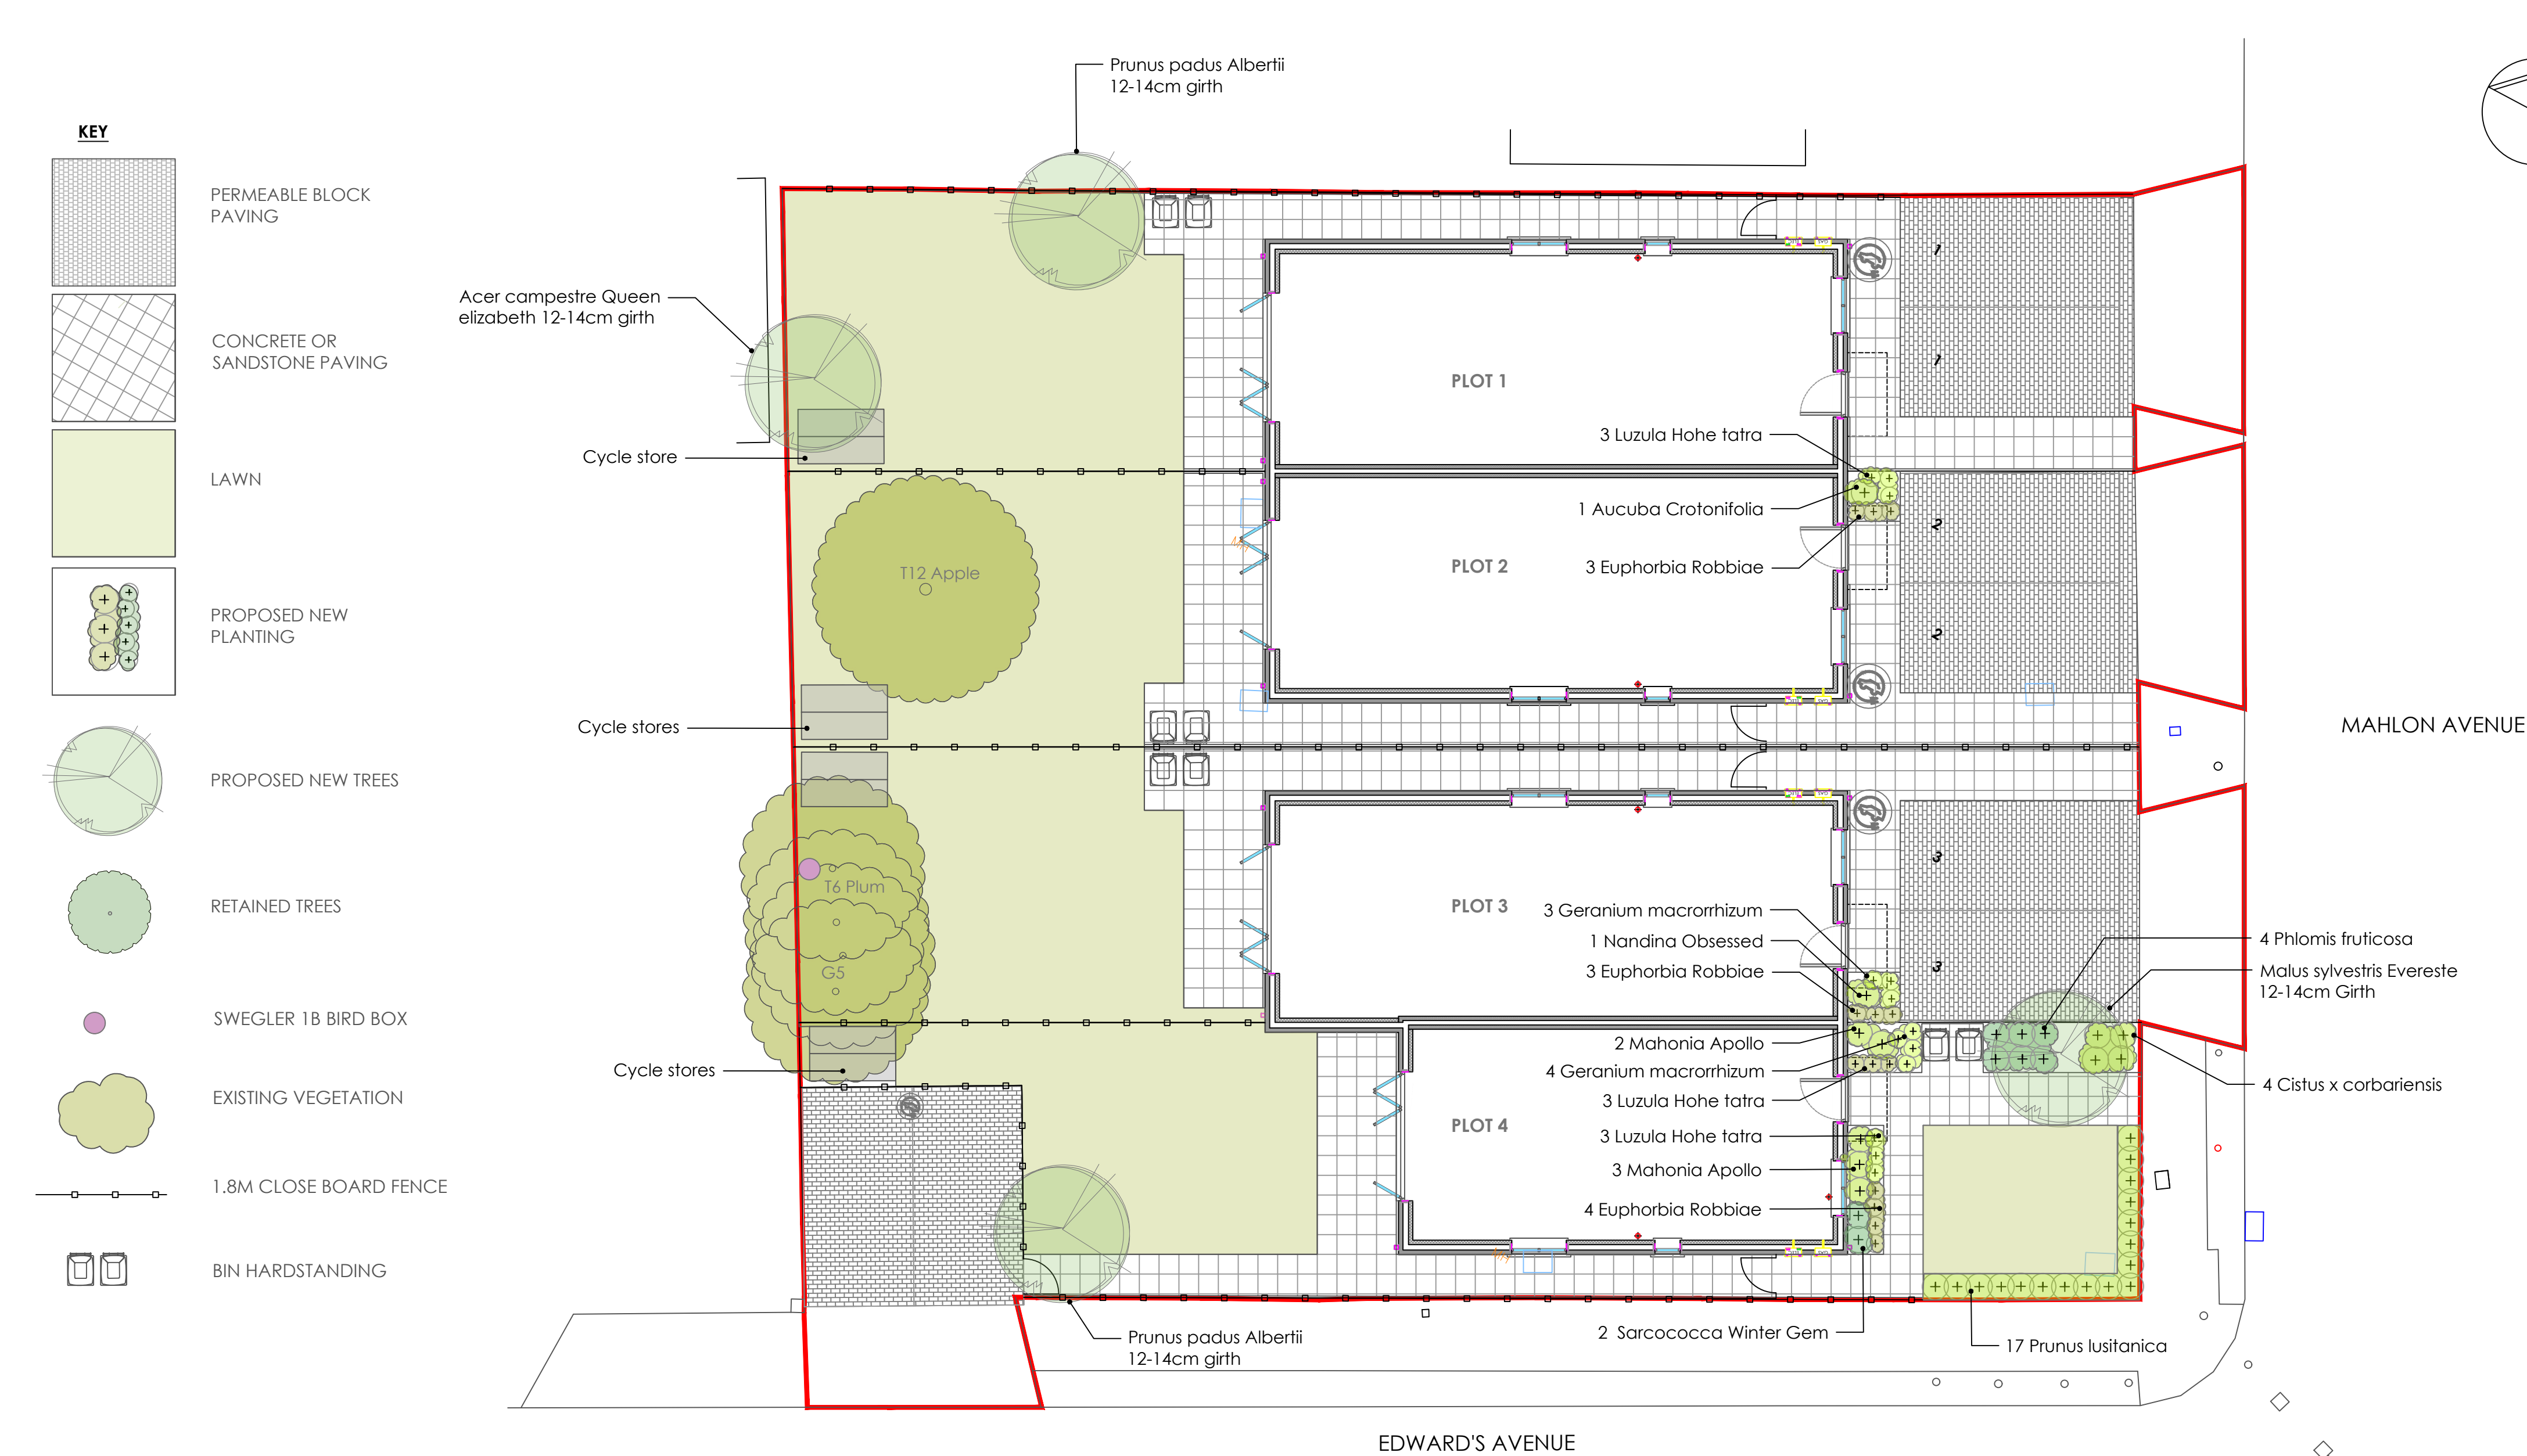 KEY
PERMEABLE BLOCK
PAVING
CONCRETE OR
SANDSTONE PAVING
LAWN
PROPOSED NEW
PLANTING
PROPOSED NEW TREES
RETAINED TREES
SWEGLER 1B BIRD BOX
EXISTING VEGETATION
1.8M CLOSE BOARD FENCE
BIN HARDSTANDING
Prunus padus Albertii
12-14cm girth
Acer campestre Queen
elizabeth 12-14cm girth
Cycle store
T12 Apple
Cycle stores
T6 Plum
G5
Cycle stores
Prunus padus Albertii
12-14cm girth
PLOT 1
1
1
3 Luzula Hohe tatra
1 Aucuba Crotonifolia
3 Euphorbia Robbiae
PLOT 2
2
2
MH
PLOT 3
3
3
3 Geranium macrorrhizum
1 Nandina Obsessed
3 Euphorbia Robbiae
2 Mahonia Apollo
4 Geranium macrorrhizum
3 Luzula Hohe tatra
PLOT 4
3 Luzula Hohe tatra
3 Mahonia Apollo
4 Euphorbia Robbiae
MH
2 Sarcococca Winter Gem
17 Prunus lusitanica
4 Phlomis fruticosa
Malus sylvestris Evereste
12-14cm Girth
4 Cistus x corbariensis
MAHLON AVENUE
EDWARD'S AVENUE